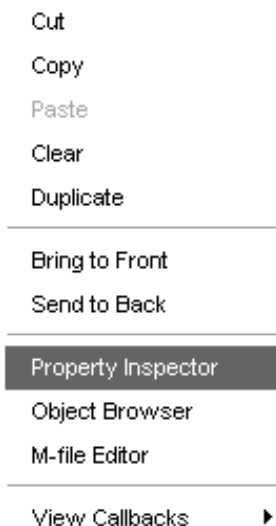 Cut
Copy
Paste
Clear
Duplicate
Bring to Front
Send to Back
Property Inspector
Object Browser
M-file Editor
View Callbacks